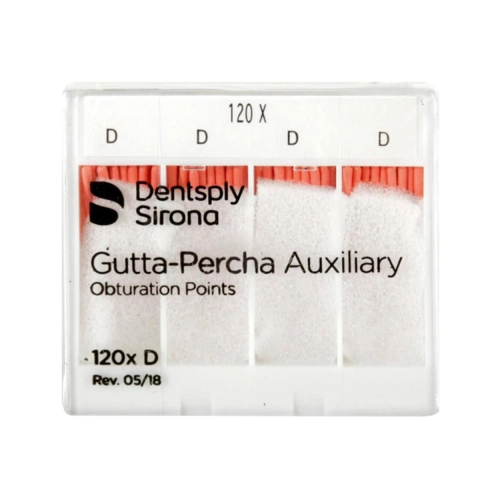 120 X
D D D D
Dentsply
Sirona
Gutta-Percha Auxiliary
Obturation Points
120x D
Rev. 05/18